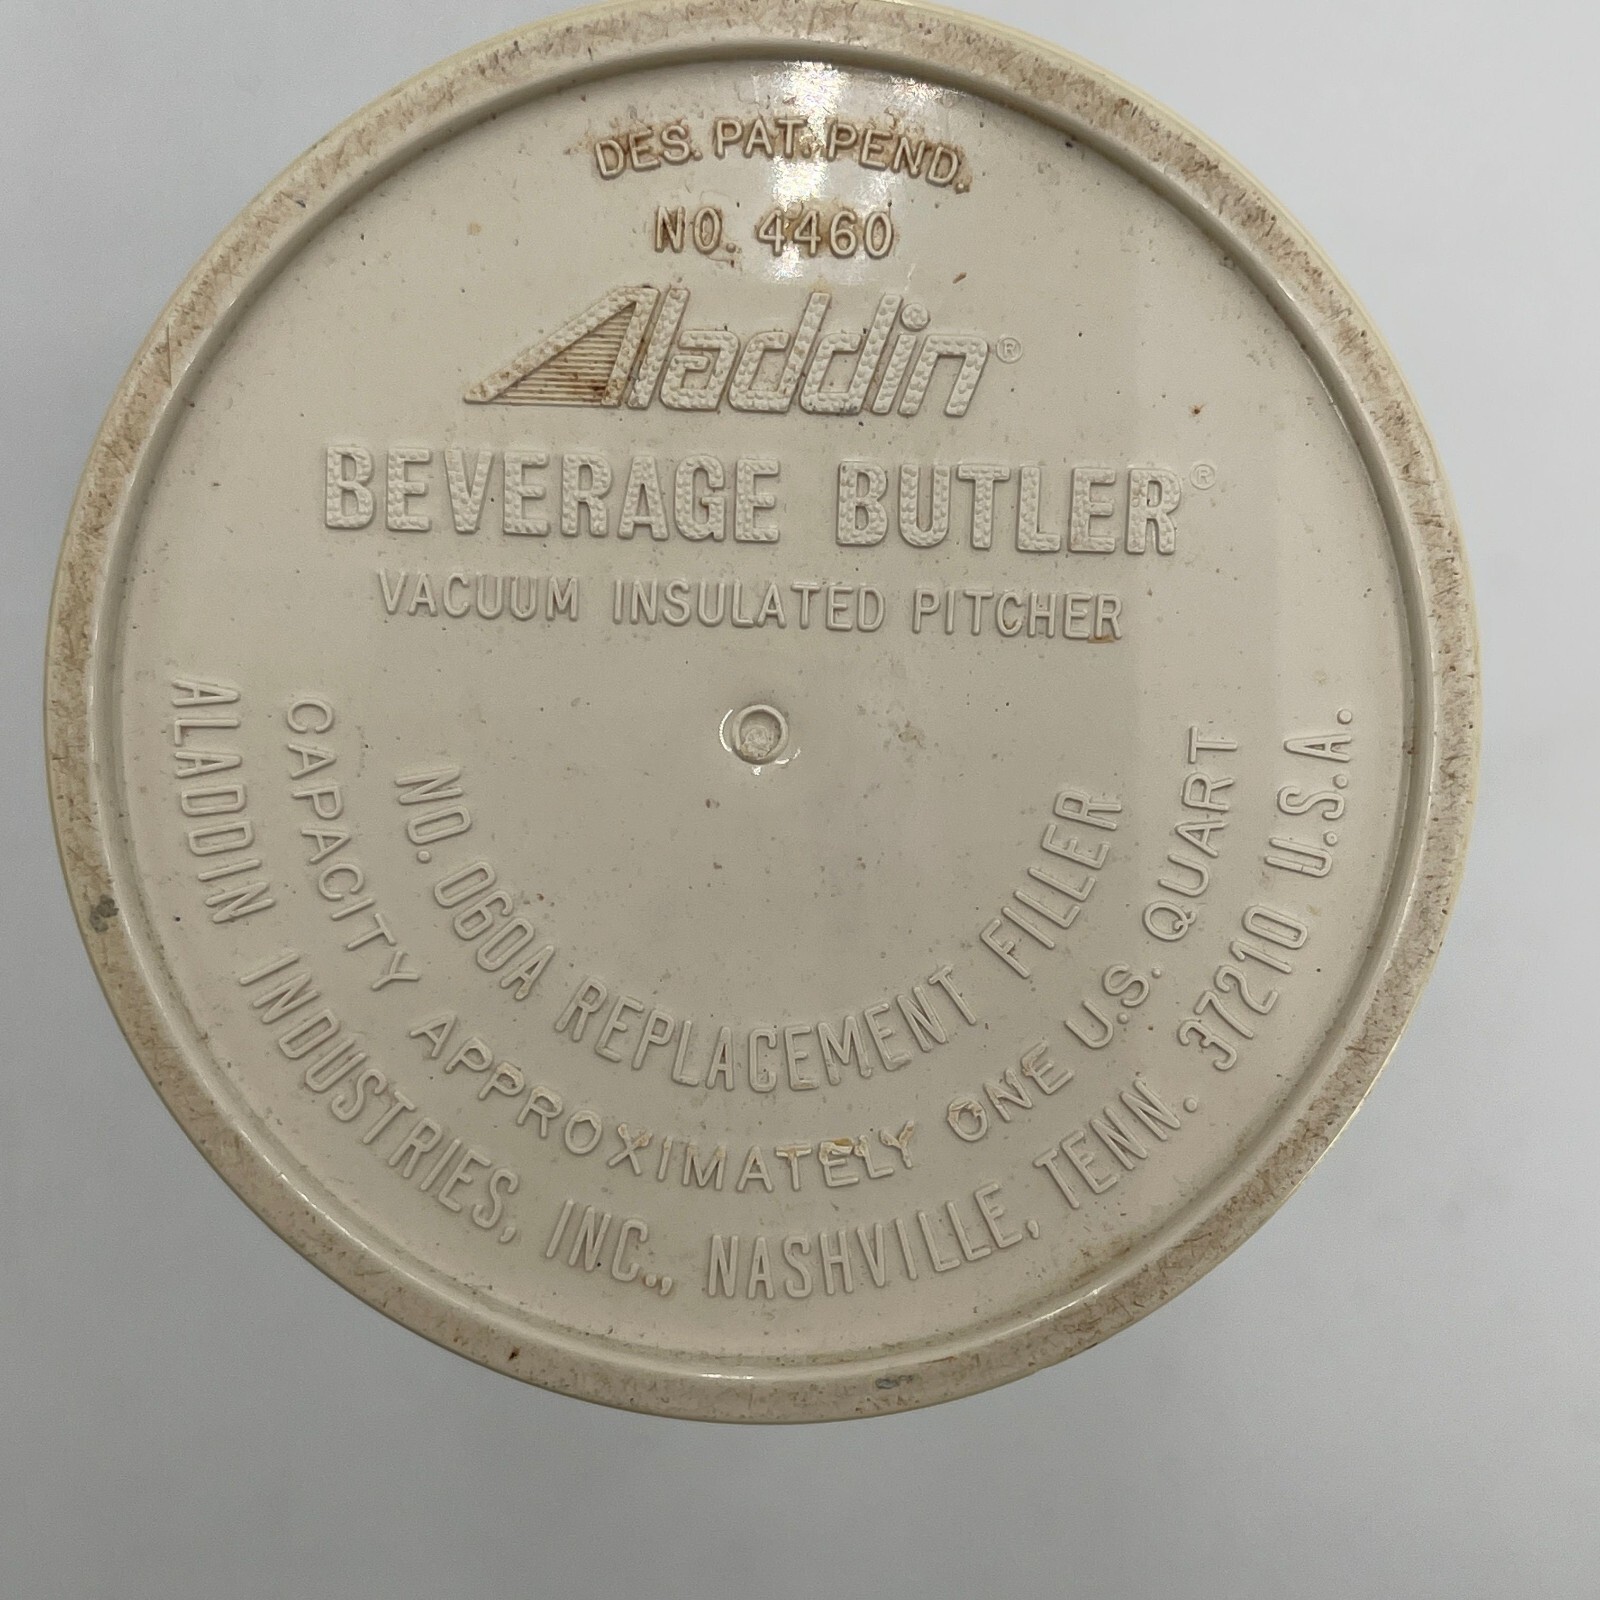 DES. PAT. PEND.
NO. 4460
Aladdin®
BEVERAGE BUTLER®
VACUUM INSULATED PITCHER
NO. 060A REPLACEMENT FILLER
CAPACITY APPROXIMATELY ONE U.S. QUART
ALADDIN INDUSTRIES, INC., NASHVILLE, TENN. 37210 U.S.A.